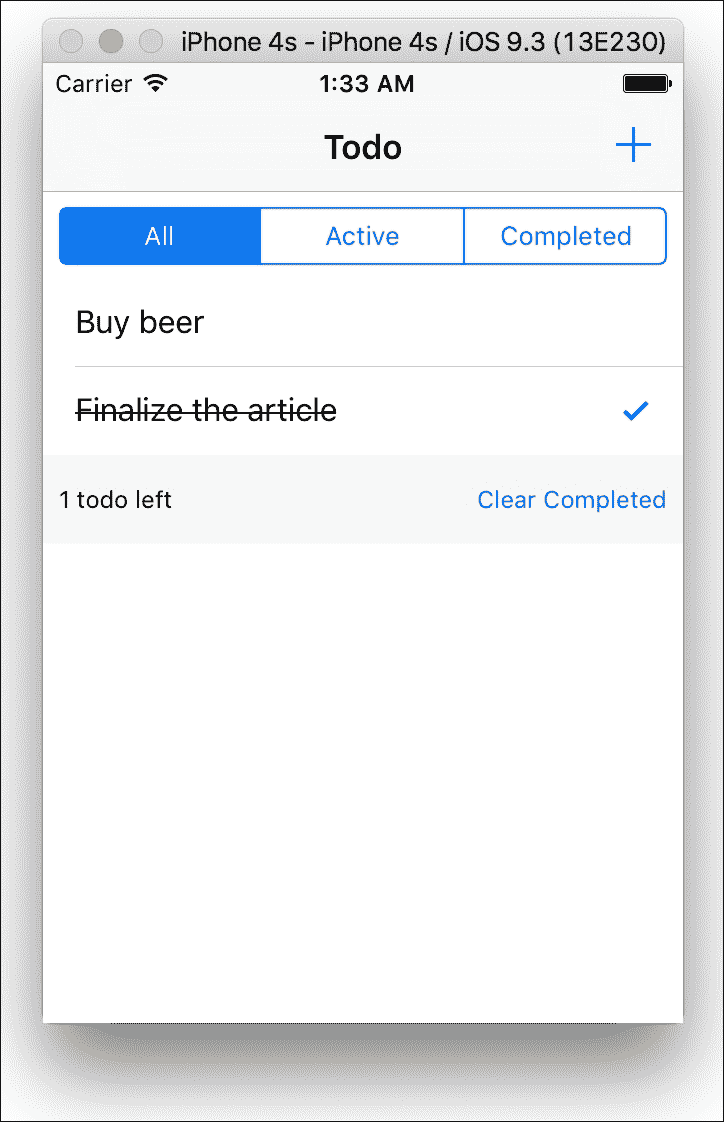 iPhone 4s - iPhone 4s / iOS 9.3 (13E230)
Carrier 1:33 AM
Todo
All Active Completed
Buy beer
Finalize the article
1 todo left Clear Completed